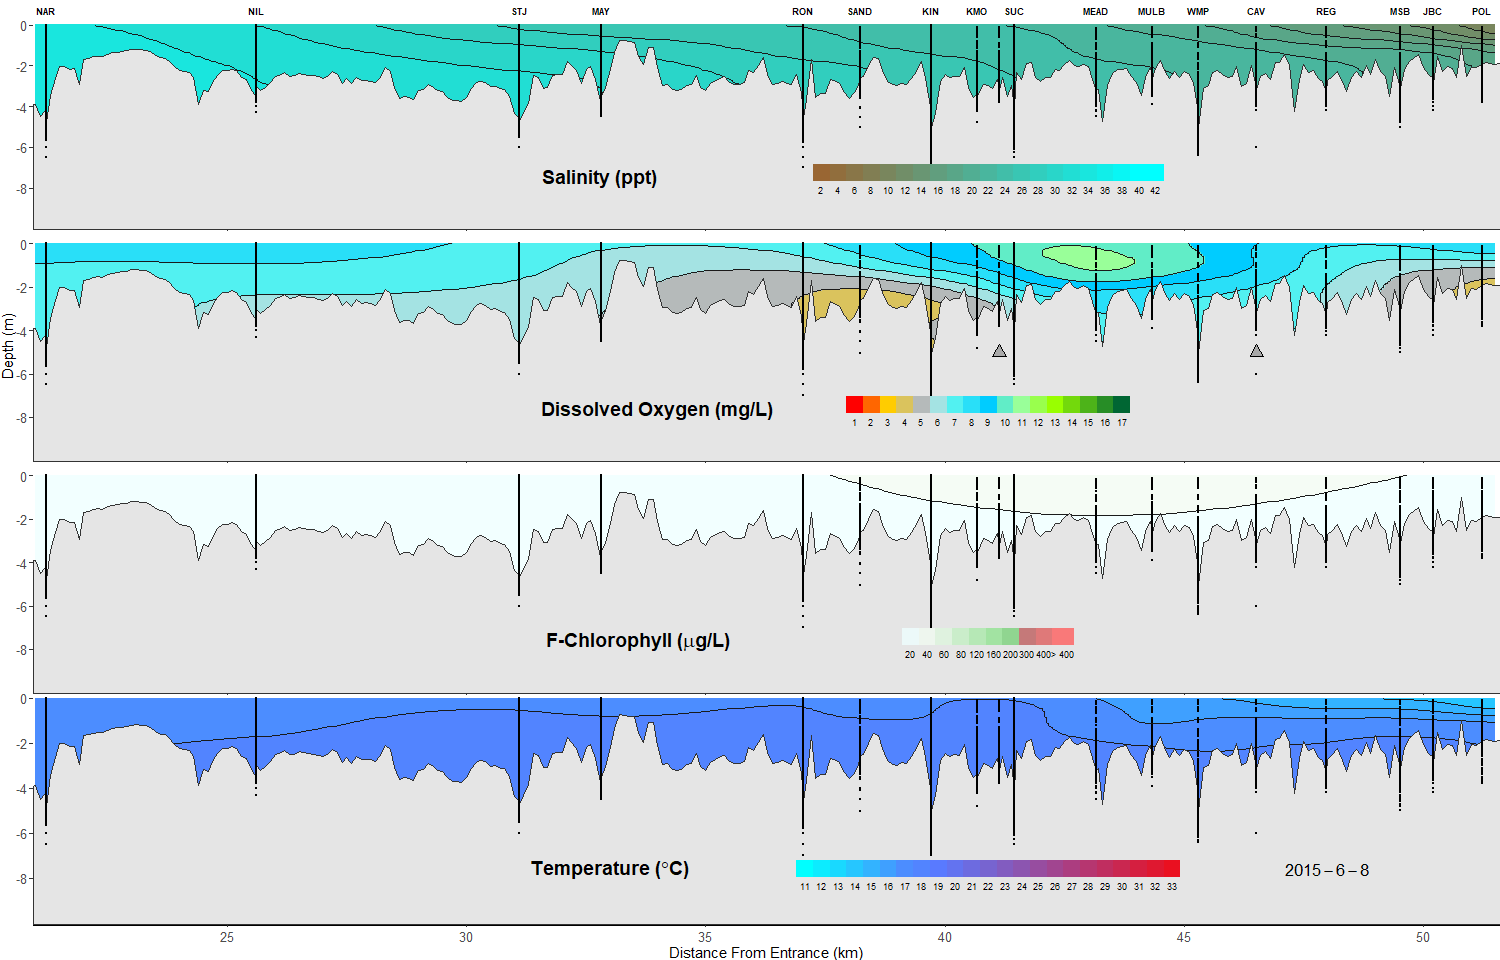 NAR NIL STJ MAY RON SAND KIN KMO SUC MEAD MULB WMP CAV REG MSB JBC POL
0
-2
-4
-6
-8
Salinity (ppt)
2 4 6 8 10 12 14 16 18 20 22 24 26 28 30 32 34 36 38 40 42
0
-2
-4
-6
-8
Depth (m)
Dissolved Oxygen (mg/L)
1 2 3 4 5 6 7 8 9 10 11 12 13 14 15 16 17
0
-2
-4
-6
-8
F-Chlorophyll (μg/L)
20 40 60 80 120 160 200 300 400> 400
0
-2
-4
-6
-8
Temperature (°C)
11 12 13 14 15 16 17 18 19 20 21 22 23 24 25 26 27 28 29 30 31 32 33
2015-6-8
25 30 35 40 45 50
Distance From Entrance (km)